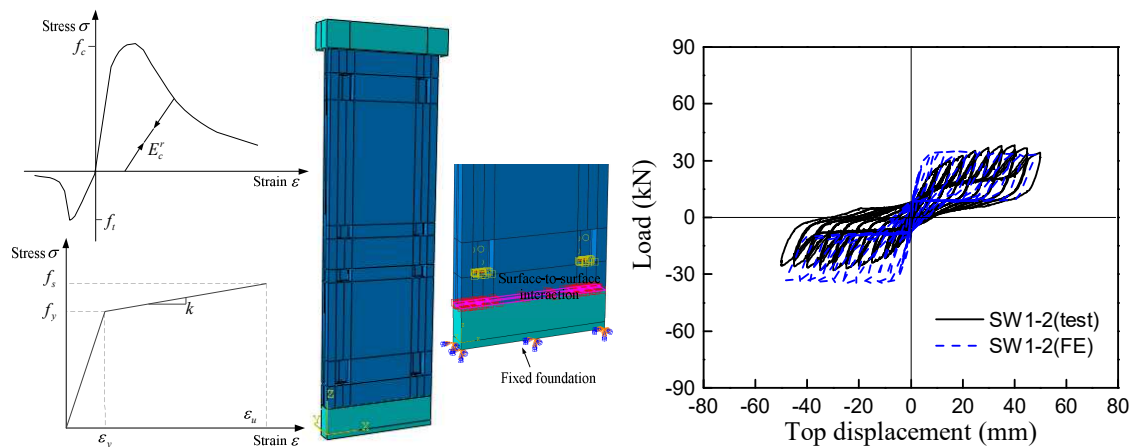 Stress σ
f_c
E_c^r
Strain ε
f_t
Stress σ
f_s
f_y
k
ε_y
ε_u
Strain ε
Z
Y
X
Surface-to-surface
interaction
Fixed foundation
Load (kN)
90
60
30
0
-30
-60
-90
SW1-2(test)
SW1-2(FE)
-80 -60 -40 -20 0 20 40 60 80
Top displacement (mm)